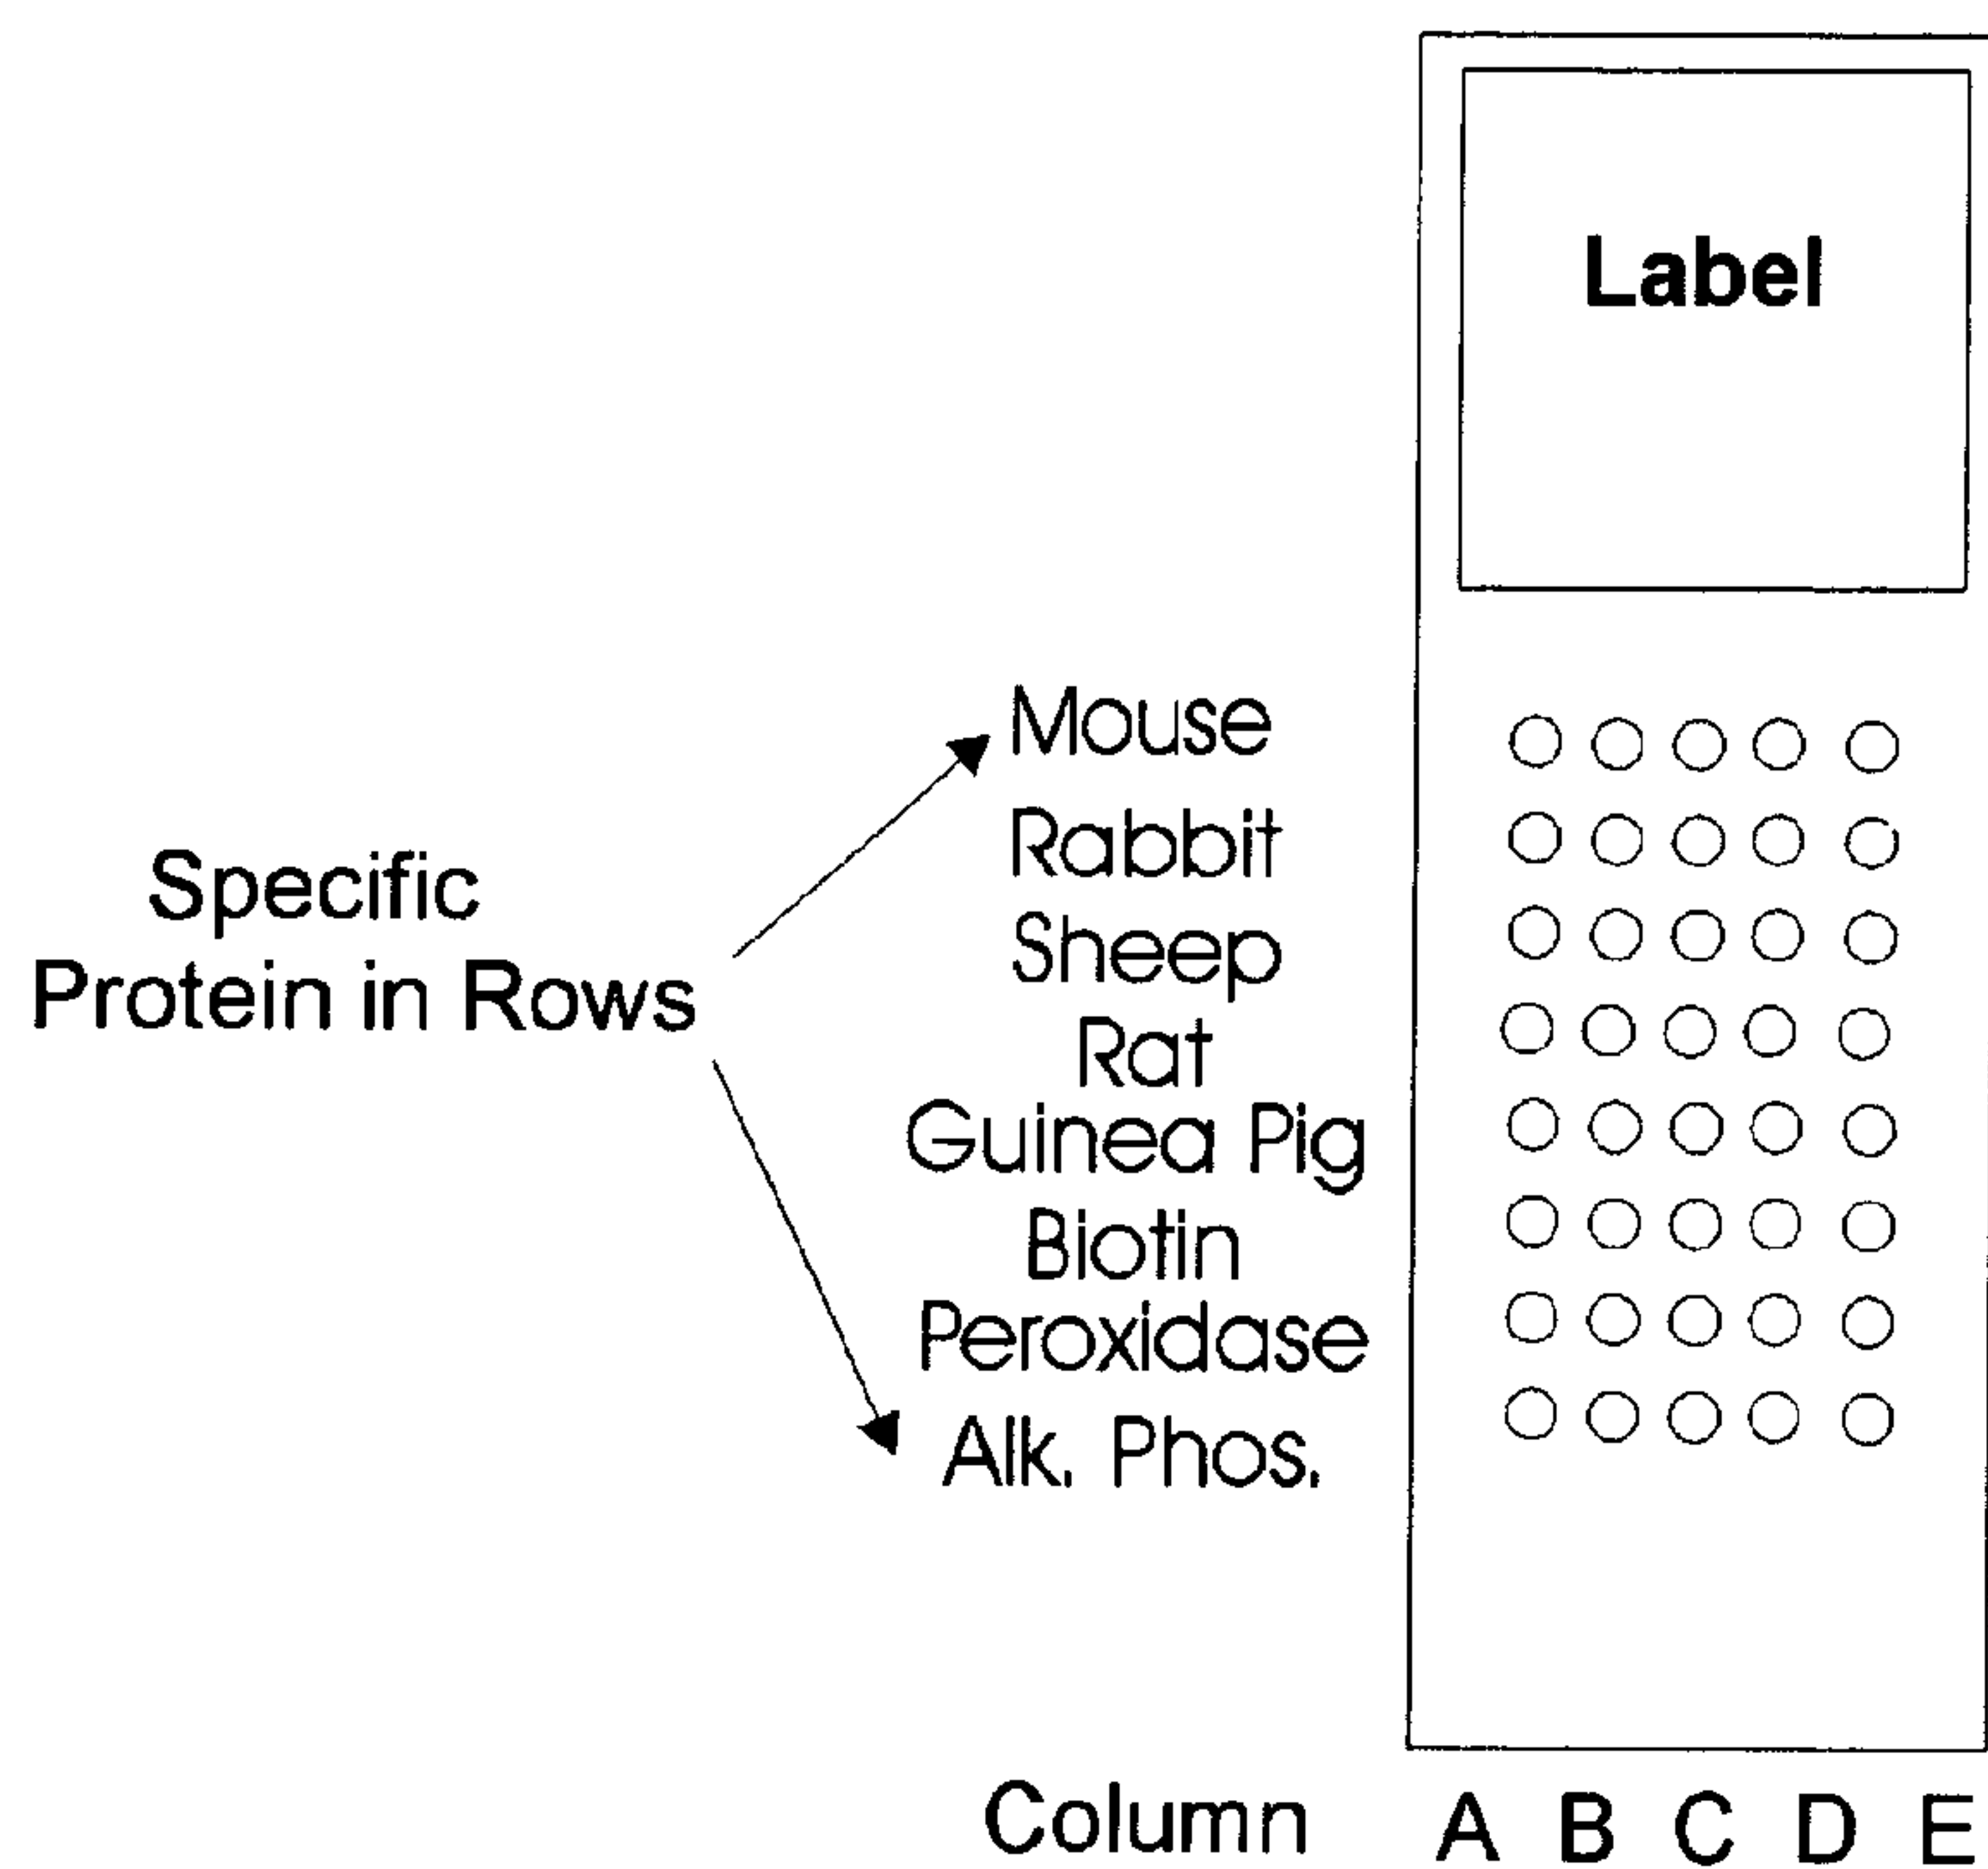 Label
Specific
Protein in Rows
Mouse
Rabbit
Sheep
Rat
Guinea Pig
Biotin
Peroxidase
Alk. Phos.
Column A B C D E